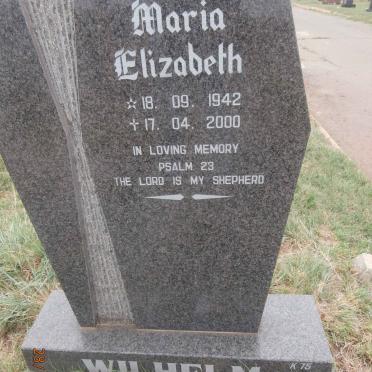 Maria
Elizabeth
☆ 18. 09. 1942
✝ 17. 04. 2000
IN LOVING MEMORY
PSALM 23
THE LORD IS MY SHEPHERD
WILHELM
K 75